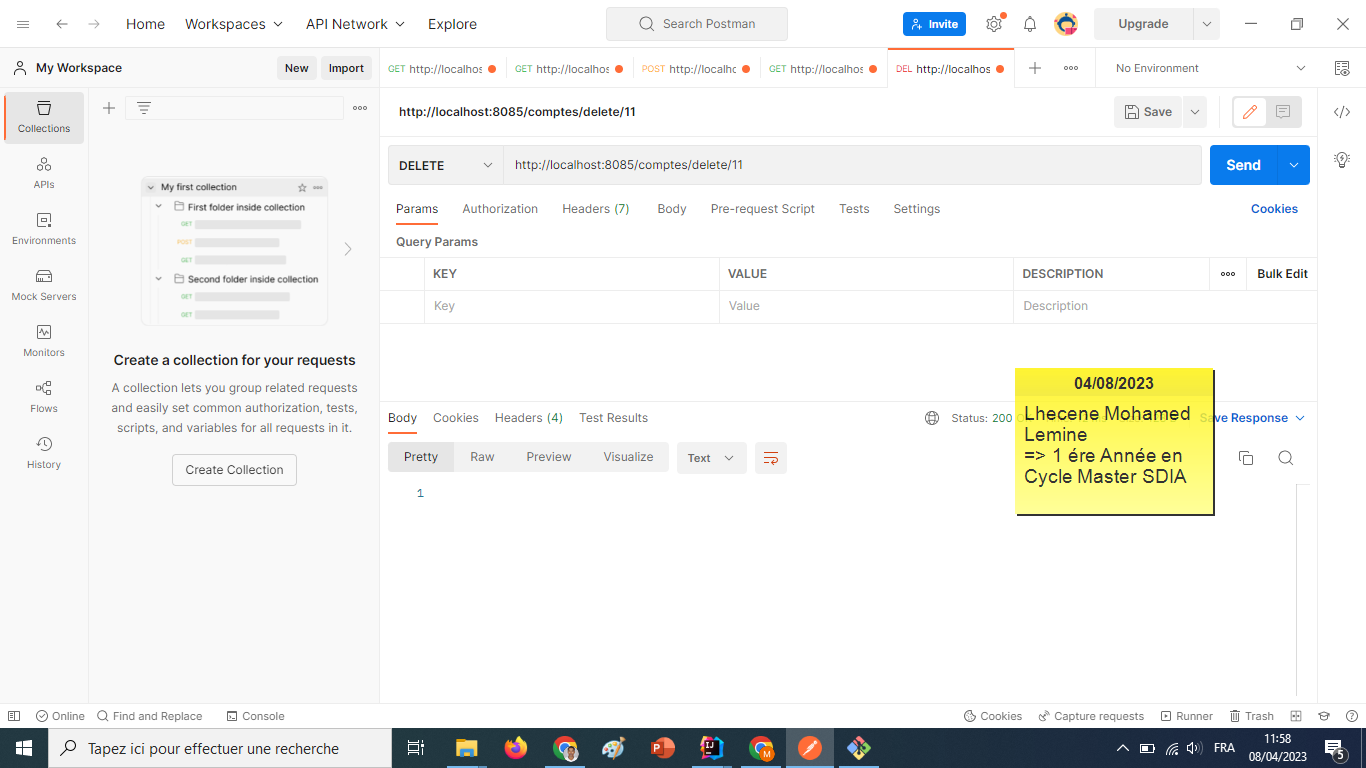 Home Workspaces API Network Explore Search Postman Invite Upgrade
My Workspace New Import GET http://localhos GET http://localhos POST http://localhc GET http://localhos DEL http://localhos No Environment
http://localhost:8085/comptes/delete/11 Save
DELETE http://localhost:8085/comptes/delete/11 Send
Params Authorization Headers (7) Body Pre-request Script Tests Settings Cookies
Query Params
KEY VALUE DESCRIPTION Bulk Edit
Key Value Description
Collections
APIs
Environments
Mock Servers
Monitors
Flows
History
My first collection
First folder inside collection
GET
POST
GET
Second folder inside collection
GET
GET
Create a collection for your requests
A collection lets you group related requests
and easily set common authorization, tests,
scripts, and variables for all requests in it.
Create Collection
04/08/2023
Lhecene Mohamed
Lemine
=> 1 ére Année en
Cycle Master SDIA
Body Cookies Headers (4) Test Results Status: 200 Save Response
Pretty Raw Preview Visualize Text
1
Online Find and Replace Console Cookies Capture requests Runner Trash
Tapez ici pour effectuer une recherche FRA 11:58
08/04/2023 5